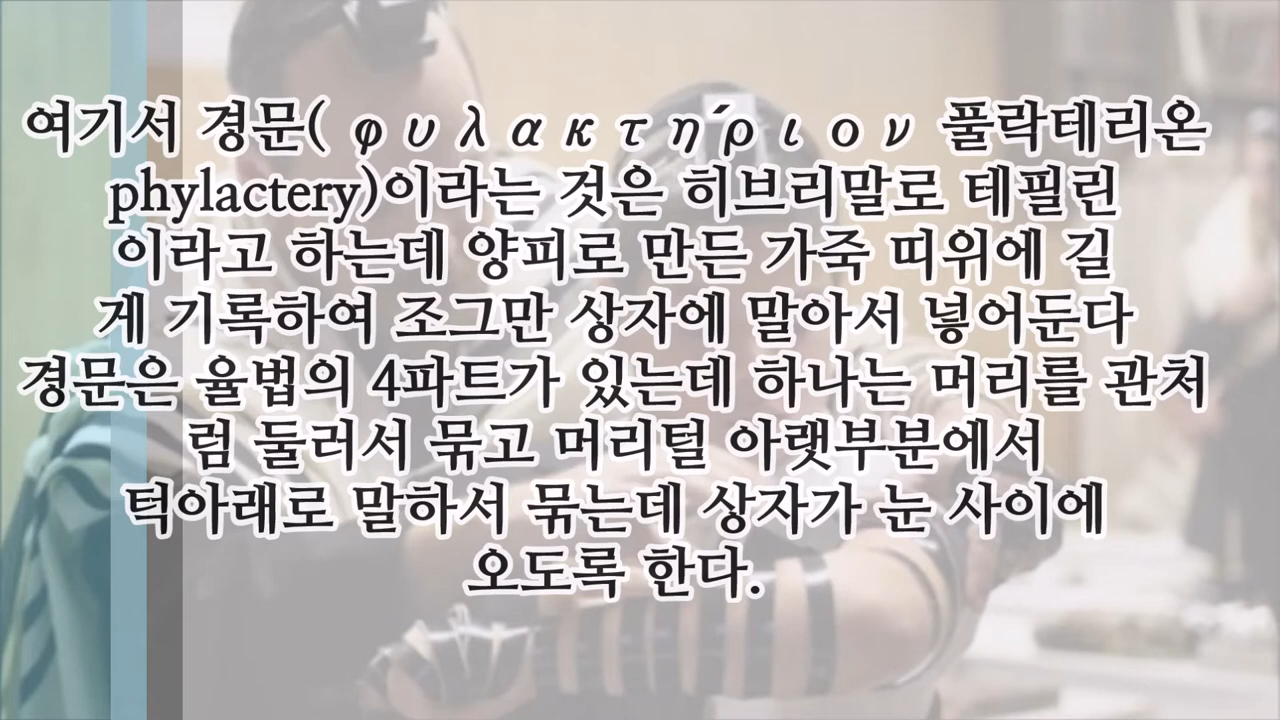 여기서 경문( φ υ λ α κ τ η´ρ ι ο ν 풀락테리온
phylactery)이라는 것은 히브리말로 테필린
이라고 하는데 양피로 만든 가죽 띠위에 길
게 기록하여 조그만 상자에 말아서 넣어둔다
경문은 율법의 4파트가 있는데 하나는 머리를 관처
럼 둘러서 묶고 머리털 아랫부분에서
턱아래로 말하서 묶는데 상자가 눈 사이에
오도록 한다.